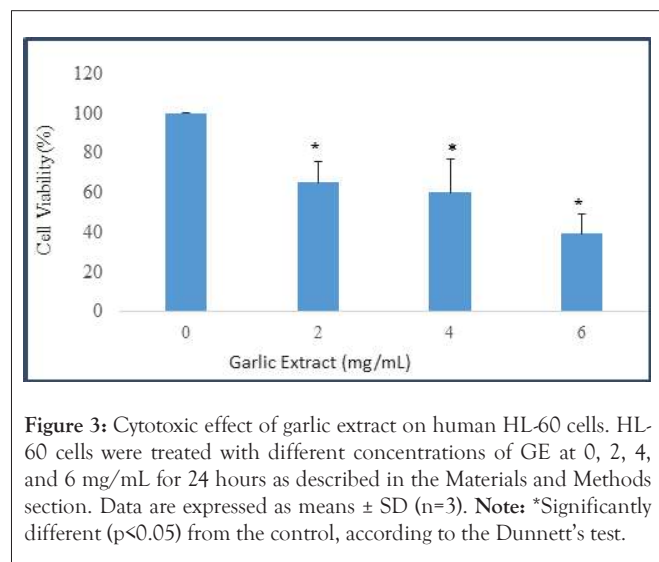 120
100
80
60
40
20
0
Cell Viability(%)
*
*
*
0 2 4 6
Garlic Extract (mg/mL)
Figure 3: Cytotoxic effect of garlic extract on human HL-60 cells. HL-
60 cells were treated with different concentrations of GE at 0, 2, 4,
and 6 mg/mL for 24 hours as described in the Materials and Methods
section. Data are expressed as means ± SD (n=3). Note: *Significantly
different (p<0.05) from the control, according to the Dunnett's test.